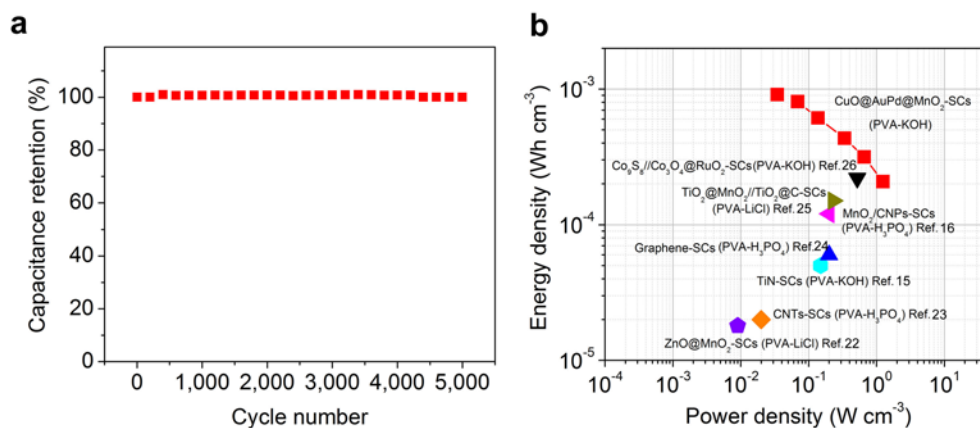 a
Capacitance retention (%)
120
100
80
60
40
20
0
0 1,000 2,000 3,000 4,000 5,000
Cycle number
b
Energy density (Wh cm⁻³)
10⁻³
10⁻⁴
10⁻⁵
CuO@AuPd@MnO₂-SCs
(PVA-KOH)
Co₉S₈//Co₃O₄@RuO₂-SCs(PVA-KOH) Ref.26
TiO₂@MnO₂//TiO₂@C-SCs
(PVA-LiCl) Ref.25
MnO₂/CNPs-SCs
(PVA-H₃PO₄) Ref.16
Graphene-SCs (PVA-H₃PO₄) Ref.24
TiN-SCs (PVA-KOH) Ref.15
CNTs-SCs (PVA-H₃PO₄) Ref.23
ZnO@MnO₂-SCs (PVA-LiCl) Ref.22
10⁻⁴ 10⁻³ 10⁻² 10⁻¹ 10⁰ 10¹
Power density (W cm⁻³)